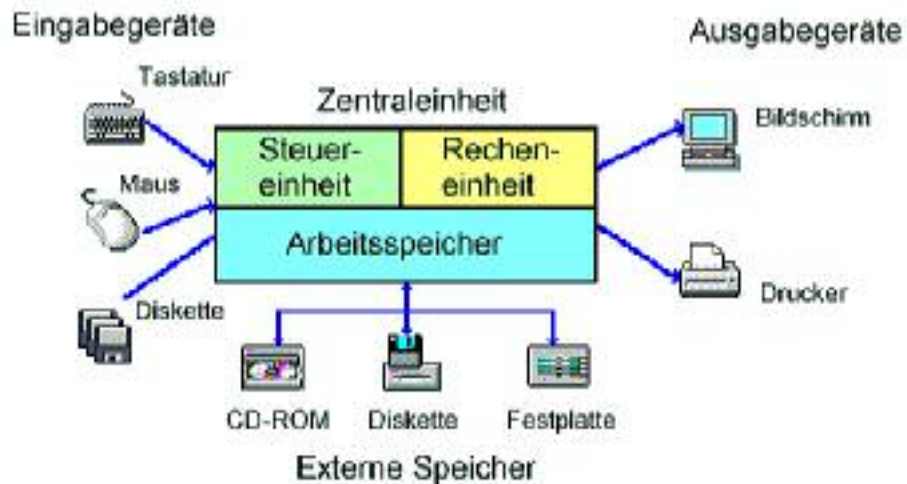 Eingabegeräte
Ausgabegeräte
Tastatur
Zentraleinheit
Bildschirm
Steuer-
einheit
Rechen-
einheit
Maus
Arbeitsspeicher
Diskette
Drucker
CD-ROM
Diskette
Festplatte
Externe Speicher